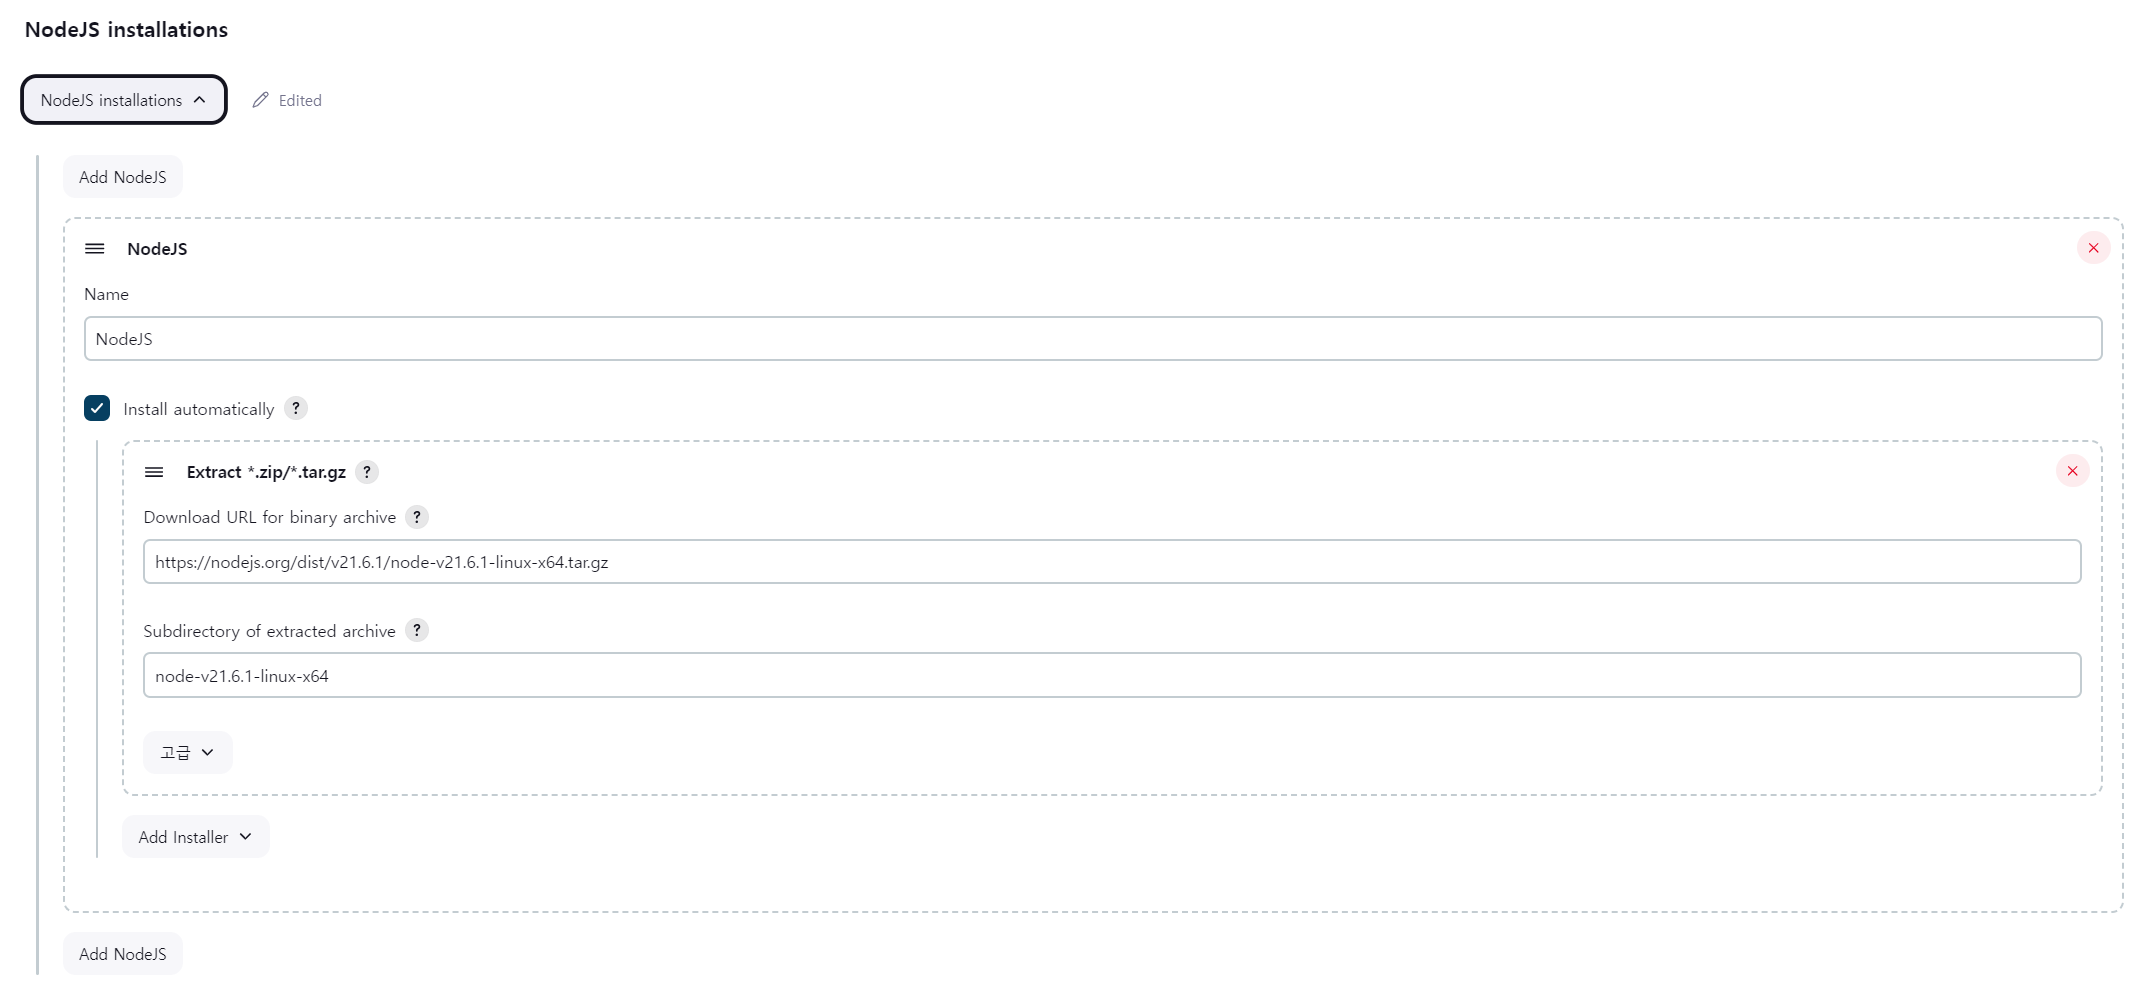 NodeJS installations
NodeJS installations
Edited
Add NodeJS
NodeJS
Name
NodeJS
Install automatically ?
Extract *.zip/*.tar.gz ?
Download URL for binary archive ?
https://nodejs.org/dist/v21.6.1/node-v21.6.1-linux-x64.tar.gz
Subdirectory of extracted archive ?
node-v21.6.1-linux-x64
고급
Add Installer
Add NodeJS